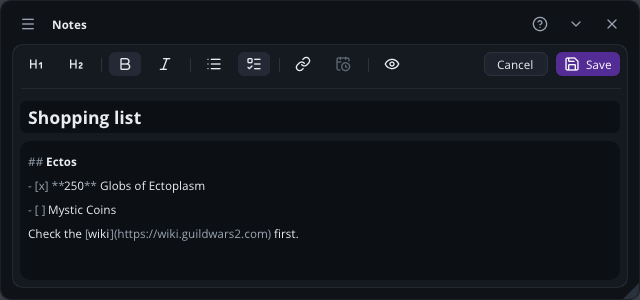 Notes
H1 H2 B I Cancel Save
Shopping list
## Ectos
- [x] **250** Globs of Ectoplasm
- [ ] Mystic Coins
Check the [wiki](https://wiki.guildwars2.com) first.